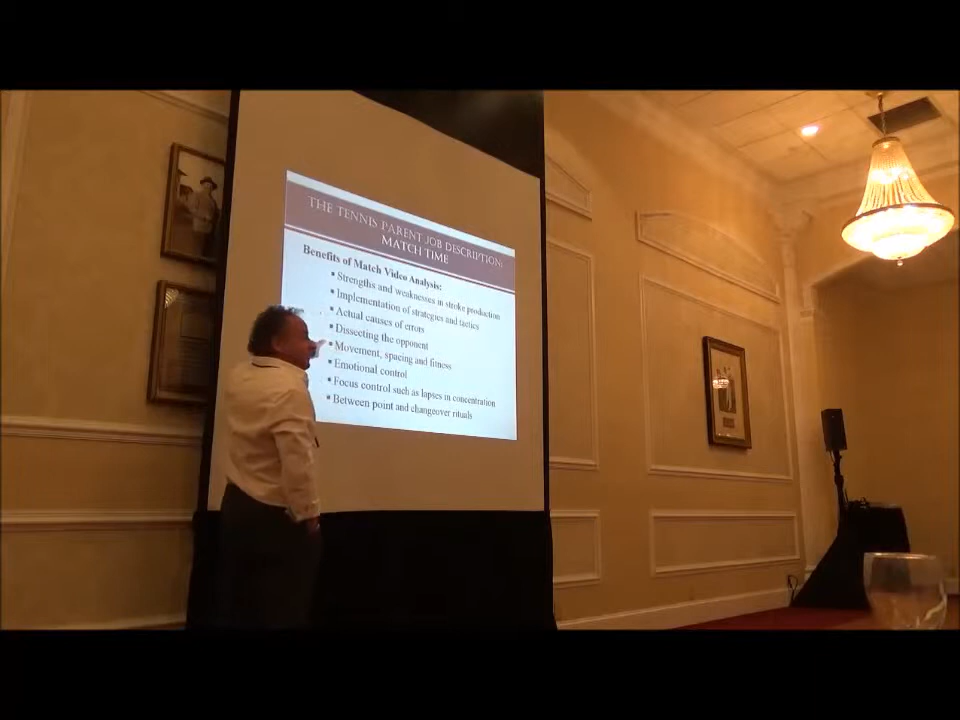 THE TENNIS PARENT JOB DESCRIPTION:
MATCH TIME
Benefits of Match Video Analysis:
▪ Strengths and weaknesses in stroke production
▪ Implementation of strategies and tactics
▪ Actual causes of errors
▪ Dissecting the opponent
▪ Movement, spacing and fitness
▪ Emotional control
▪ Focus control such as lapses in concentration
▪ Between point and changeover rituals